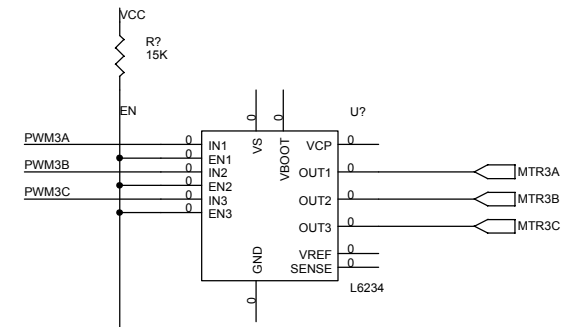 VCC
R?
15K
EN
U?
0
0
PWM3A
0
IN1
VS
VBOOT
VCP
0
0
EN1
PWM3B
0
IN2
OUT1
0
MTR3A
0
EN2
PWM3C
0
IN3
OUT2
0
MTR3B
0
EN3
OUT3
0
MTR3C
GND
VREF
0
SENSE
0
0
L6234